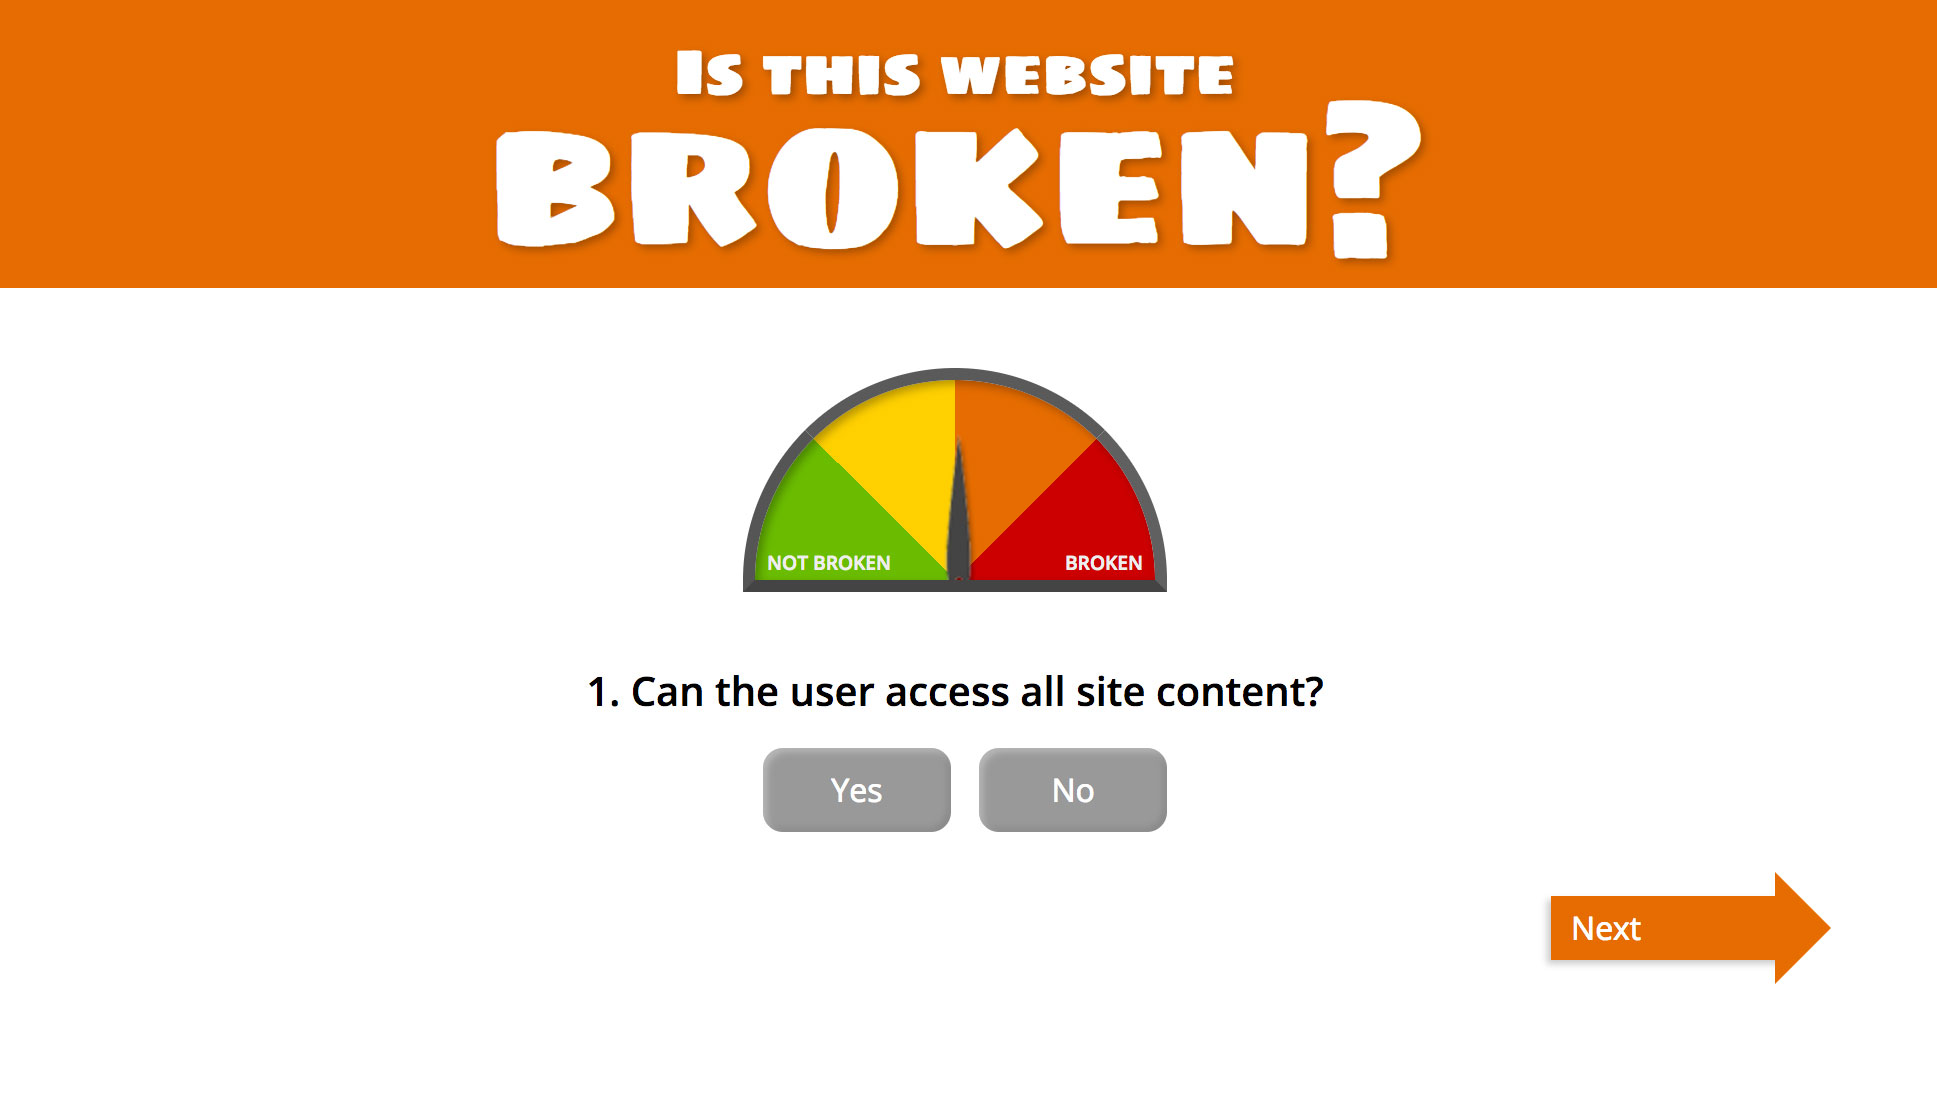 Is this website
BROKEN?
NOT BROKEN
BROKEN
1. Can the user access all site content?
Yes
No
Next